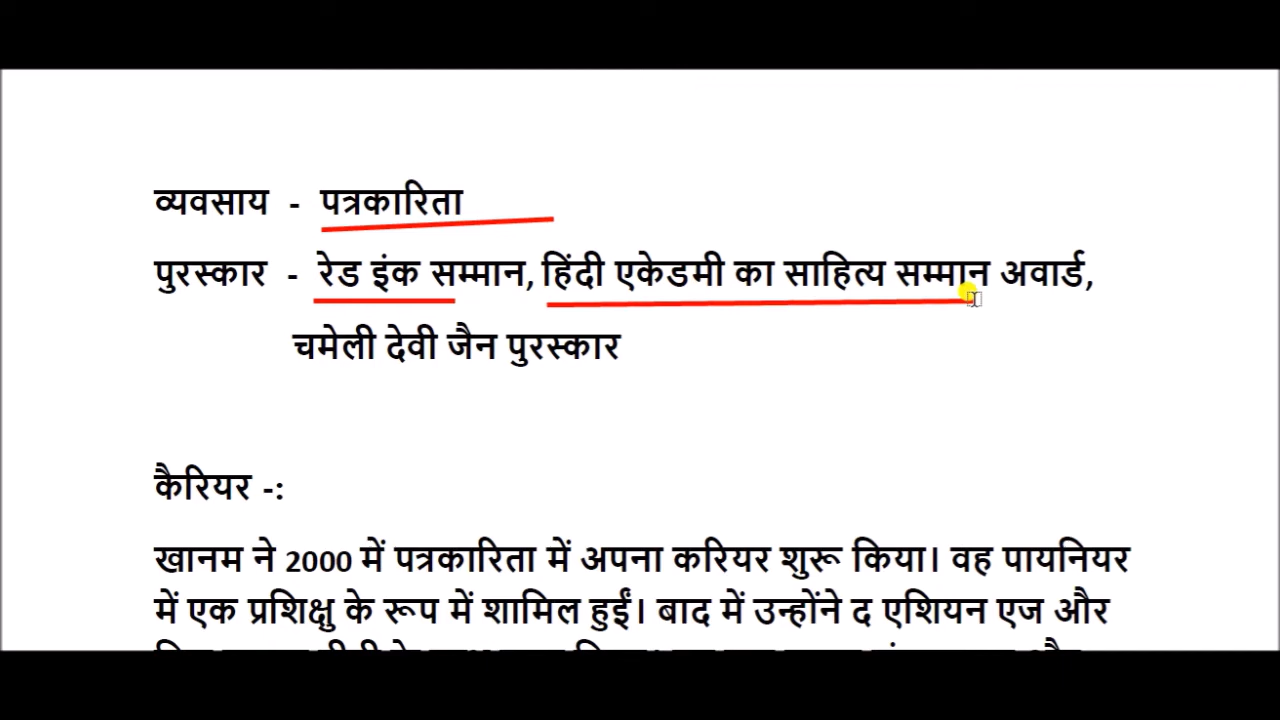 व्यवसाय - पत्रकारिता
पुरस्कार - रेड इंक सम्मान, हिंदी एकेडमी का साहित्य सम्मान अवार्ड,
चमेली देवी जैन पुरस्कार
कैरियर -:
खानम ने 2000 में पत्रकारिता में अपना करियर शुरू किया। वह पायनियर
में एक प्रशिक्षु के रूप में शामिल हुईं। बाद में उन्होंने द एशियन एज और